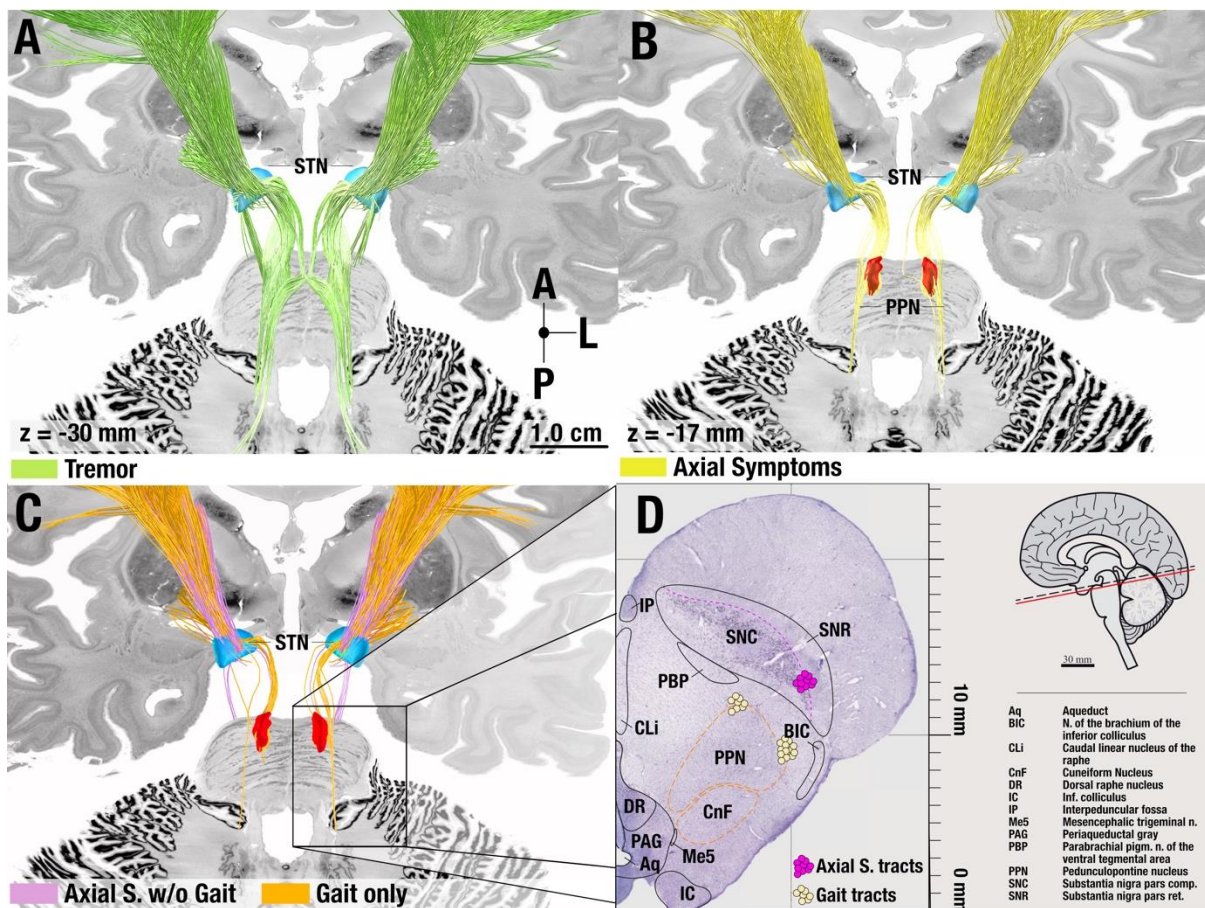 A
STN
A
L
P
z = -30 mm
1.0 cm
Tremor
B
STN
PPN
z = -17 mm
Axial Symptoms
C
STN
Axial S. w/o Gait
Gait only
D
IP
SNC
SNR
PBP
CLi
BIC
PPN
CnF
DR
PAG
Aq
Me5
IC
Axial S. tracts
Gait tracts
10 mm
0 mm
30 mm
Aq Aqueduct
BIC N. of the brachium of the
inferior colliculus
CLi Caudal linear nucleus of the
raphe
CnF Cuneiform Nucleus
DR Dorsal raphe nucleus
IC Inf. colliculus
IP Interpeduncular fossa
Me5 Mesencephalic trigeminal n.
PAG Periaqueductal gray
PBP Parabrachial pigm. n. of the
ventral tegmental area
PPN Pedunculopontine nucleus
SNC Substantia nigra pars comp.
SNR Substantia nigra pars ret.